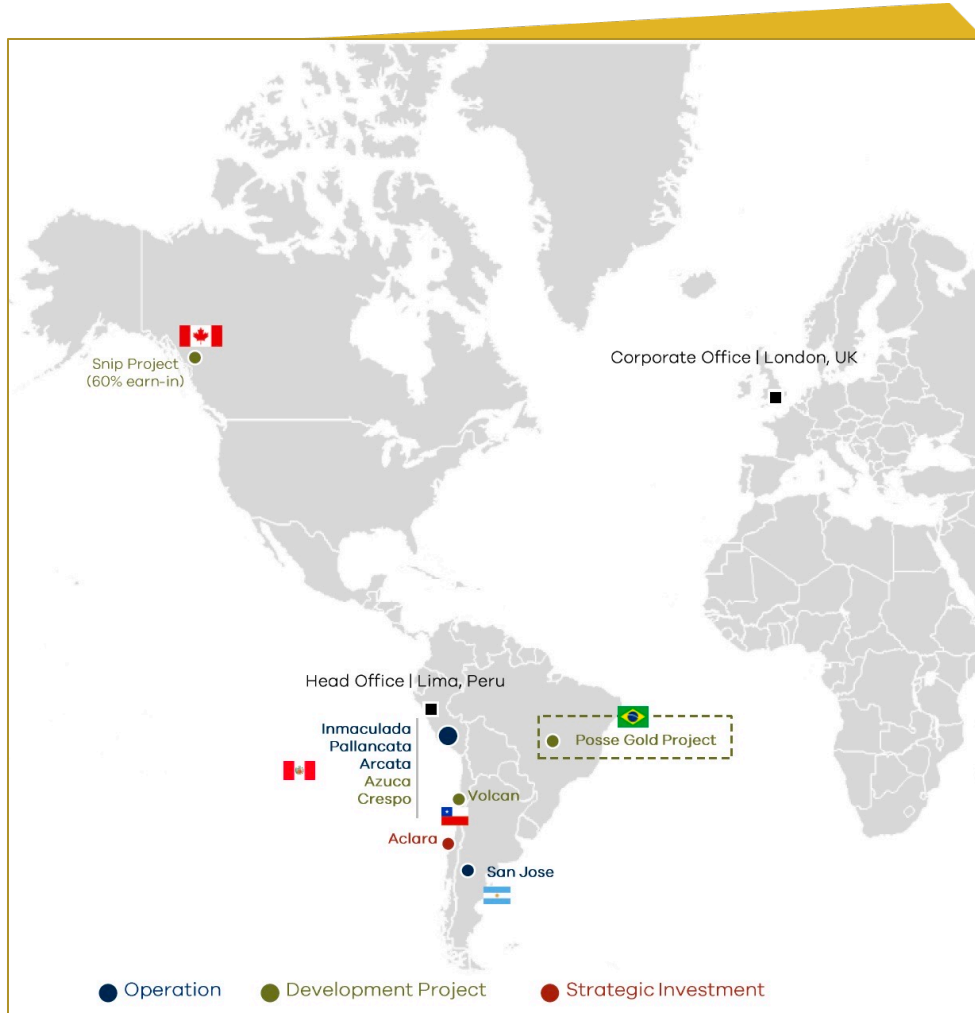 Snip Project
(60% earn-in)
Corporate Office | London, UK
Head Office | Lima, Peru
Inmaculada
Pallancata
Arcata
Azuca
Crespo
Posse Gold Project
Volcan
Aclara
San Jose
Operation
Development Project
Strategic Investment